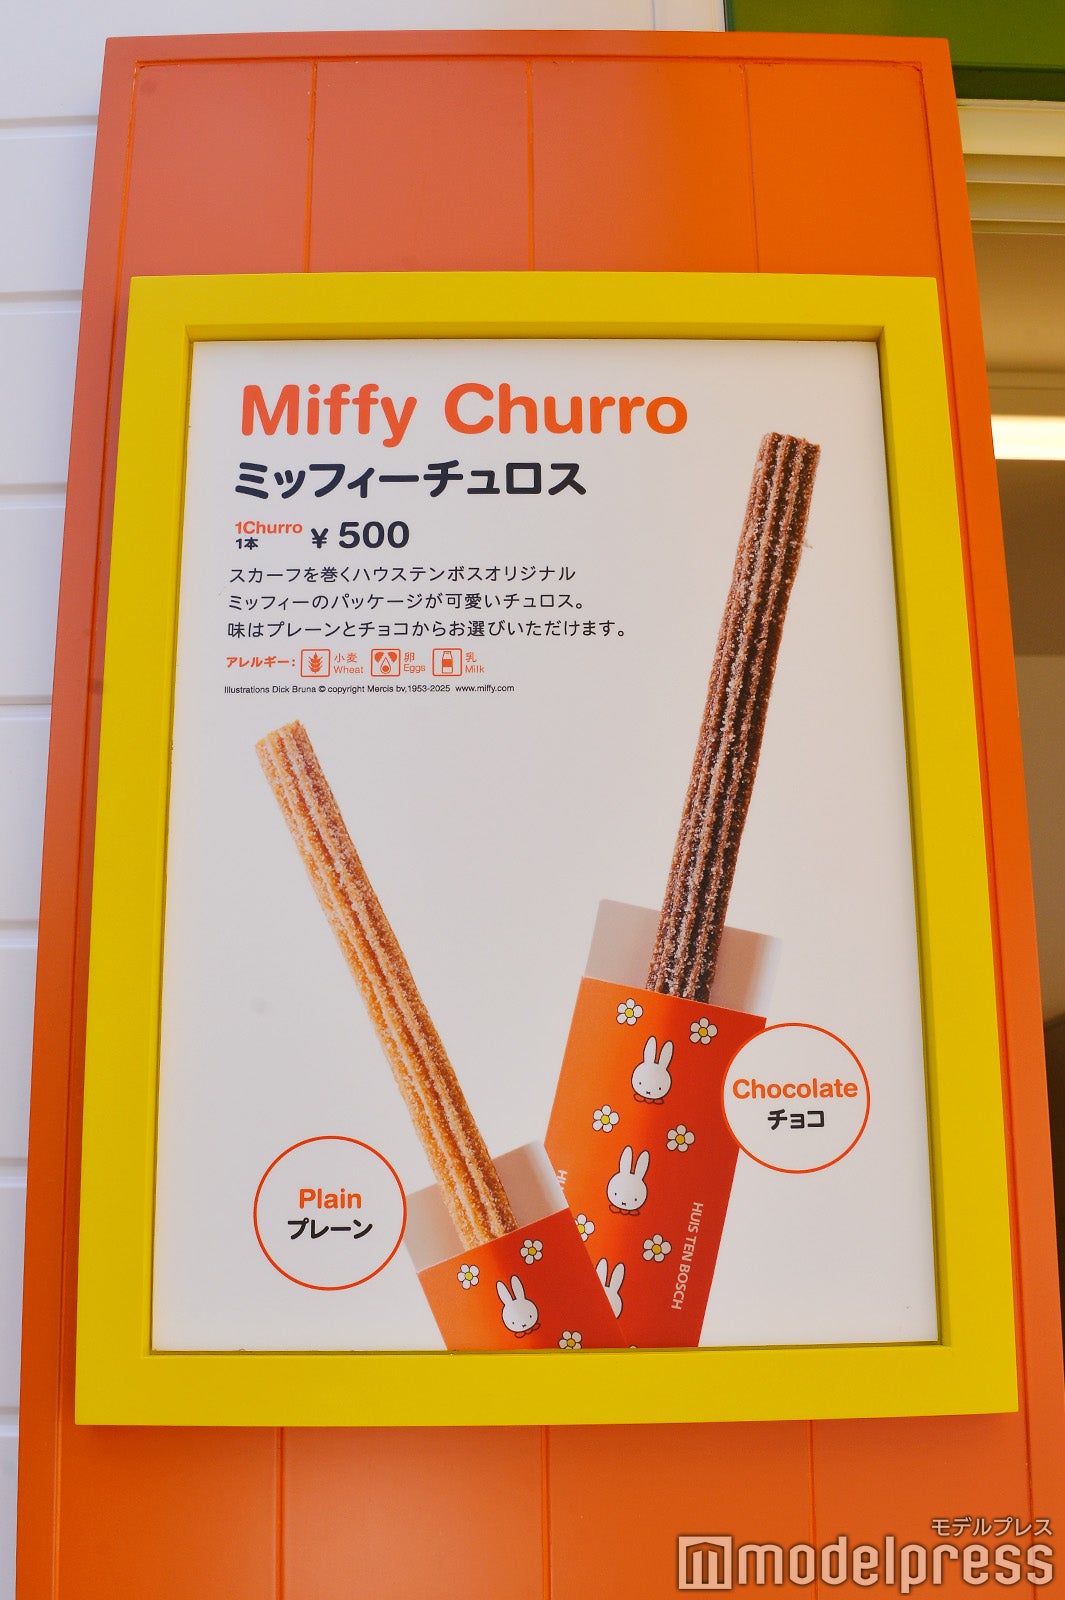 Miffy Churro
ミッフィーチュロス
1Churro
1本 ¥ 500
スカーフを巻くハウステンボスオリジナル
ミッフィーのパッケージが可愛いチュロス。
味はプレーンとチョコからお選びいただけます。
アレルギー: 小麦 Wheat 卵 Eggs 乳 Milk
Illustrations Dick Bruna © copyright Mercis bv,1953-2025 www.miffy.com
Chocolate
チョコ
Plain
プレーン
HUIS TEN BOSCH
モデルプレス
modelpress